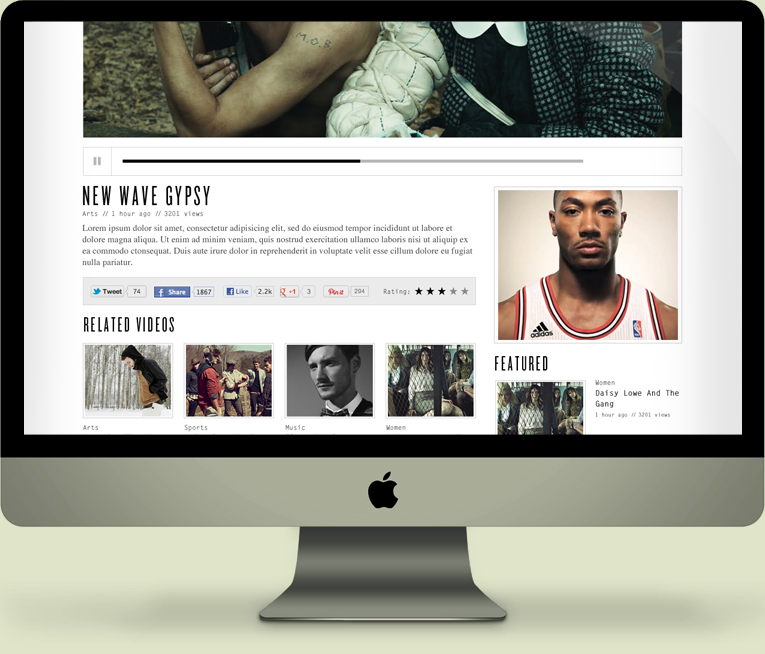 M.O.B.
NEW WAVE GYPSY
Arts // 1 hour ago // 3201 views
Lorem ipsum dolor sit amet, consectetur adipisicing elit, sed do eiusmod tempor incididunt ut labore et
dolore magna aliqua. Ut enim ad minim veniam, quis nostrud exercitation ullamco laboris nisi ut aliquip ex
ea commodo ctonsequat. Duis aute irure dolor in reprehenderit in voluptate velit esse cillum dolore eu fugiat
nulla pariatur.
Tweet 74 Share 1867 Like 2.2k +1 3 Pin it 294 Rating:
adidas
RELATED VIDEOS
FEATURED
Women
Daisy Lowe And The
Gang
1 hour ago // 3201 views
Arts Sports Music Women